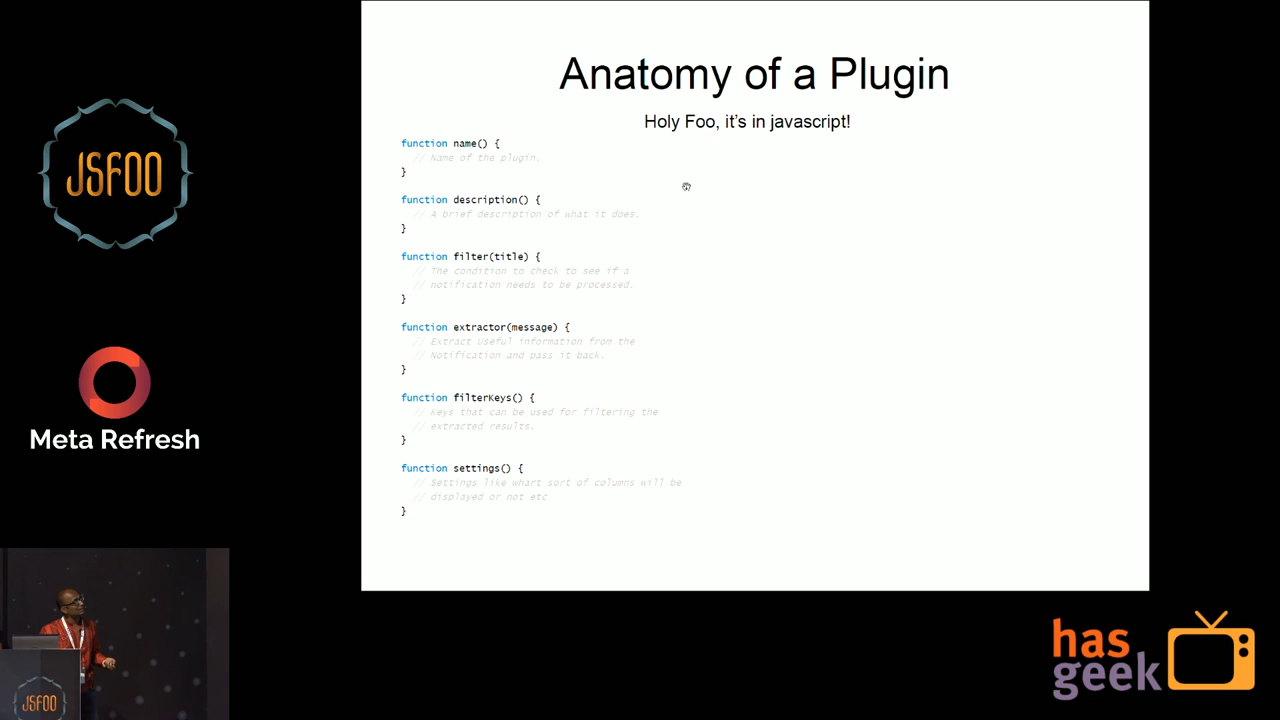 JSFOO
Meta Refresh
Anatomy of a Plugin
Holy Foo, it's in javascript!
function name() {
// Name of the plugin.
}
function description() {
// A brief description of what it does.
}
function filter(title) {
// The condition to check to see if a
// notification needs to be processed.
}
function extractor(message) {
// Extract Useful information from the
// Notification and pass it back.
}
function filterKeys() {
// Keys that can be used for filtering the
// extracted results.
}
function settings() {
// Settings like whart sort of columns will be
// displayed or not etc
}
JSFOO
has
geek